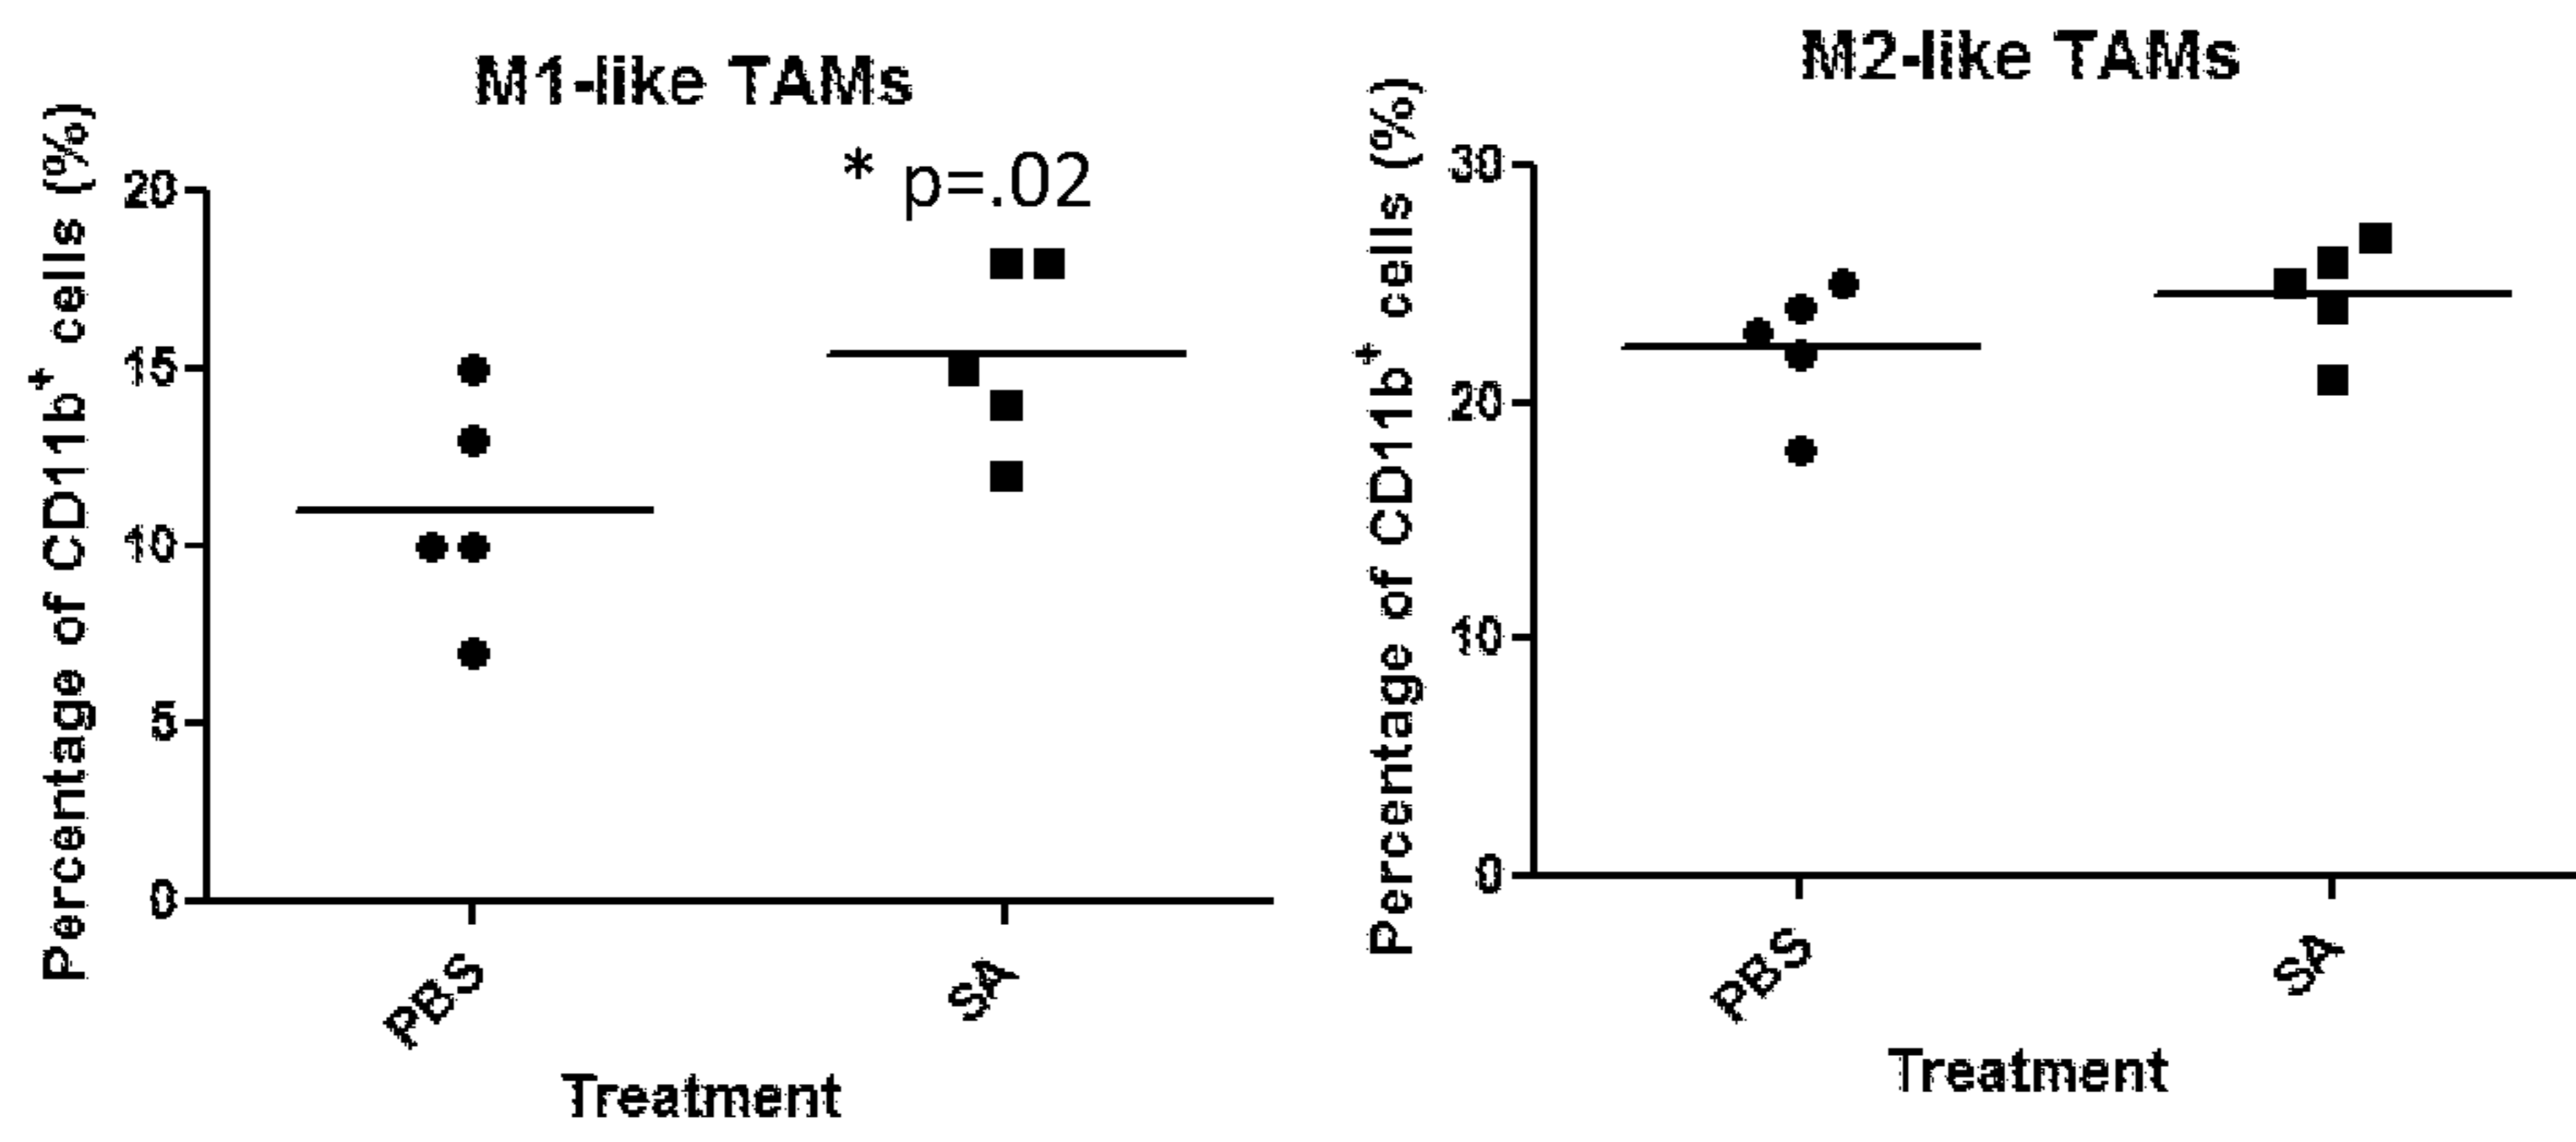 M1-like TAMs
* p=.02
Percentage of CD11b⁺ cells (%)
20
15
10
5
0
PBS
SA
Treatment
M2-like TAMs
Percentage of CD11b⁺ cells (%)
30
20
10
0
PBS
SA
Treatment